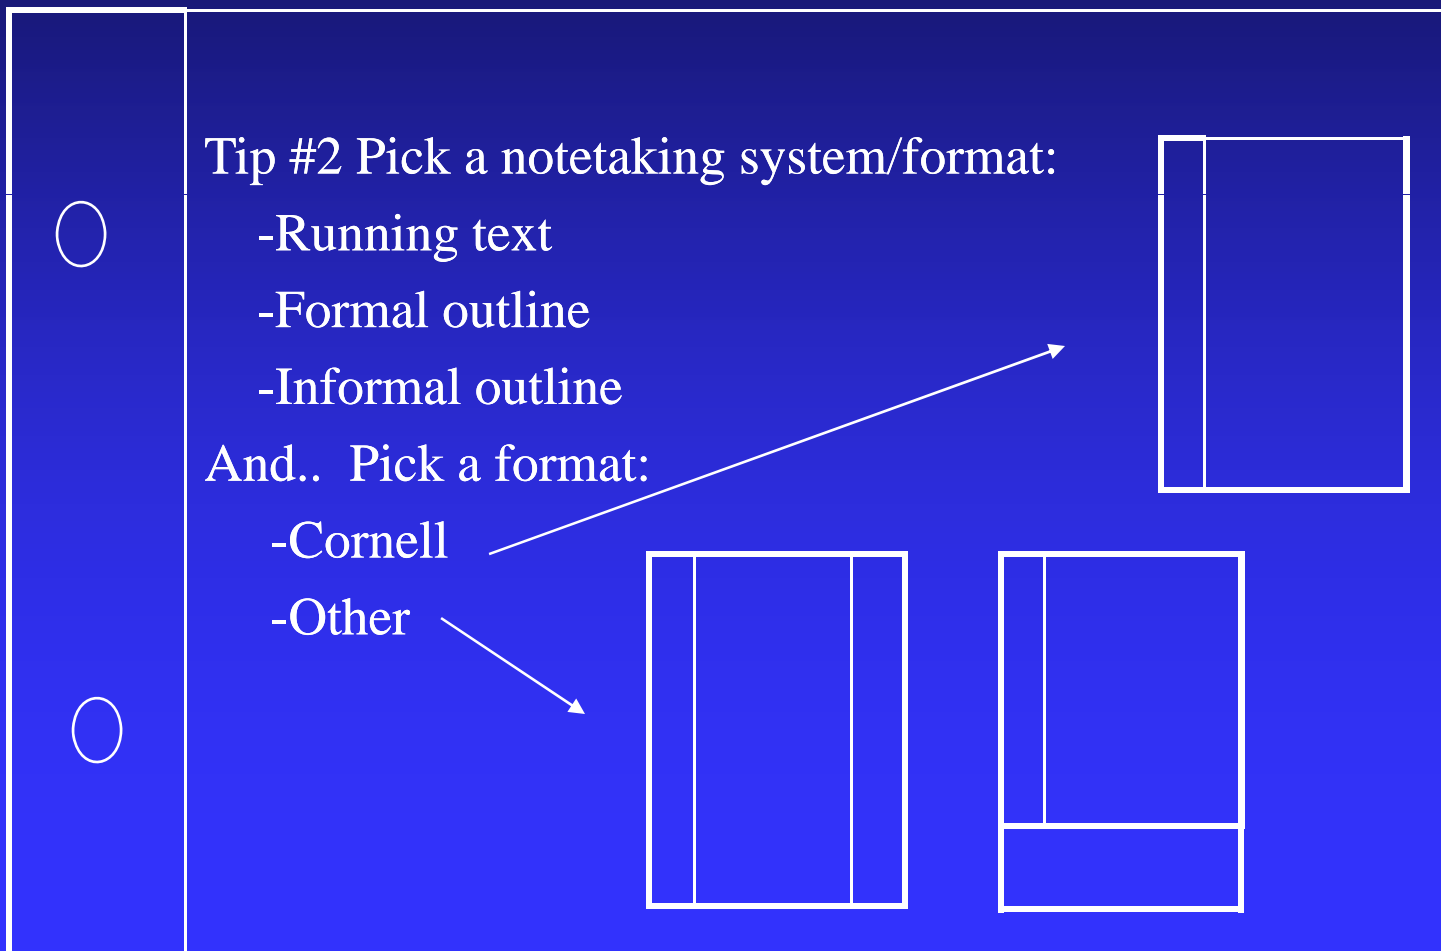 Tip #2 Pick a notetaking system/format:
-Running text
-Formal outline
-Informal outline
And.. Pick a format:
-Cornell
-Other